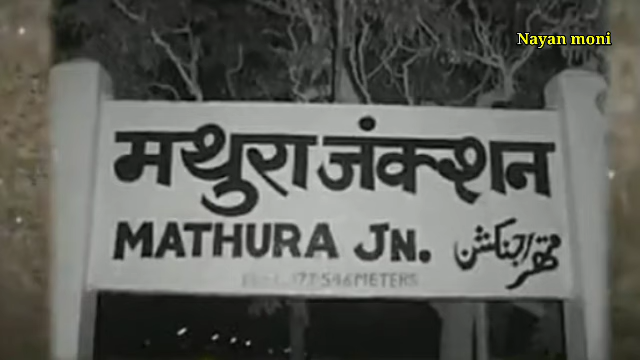 Nayan moni
मथुरा जंक्शन
MATHURA JN.
متھرا جنکشن
METERS